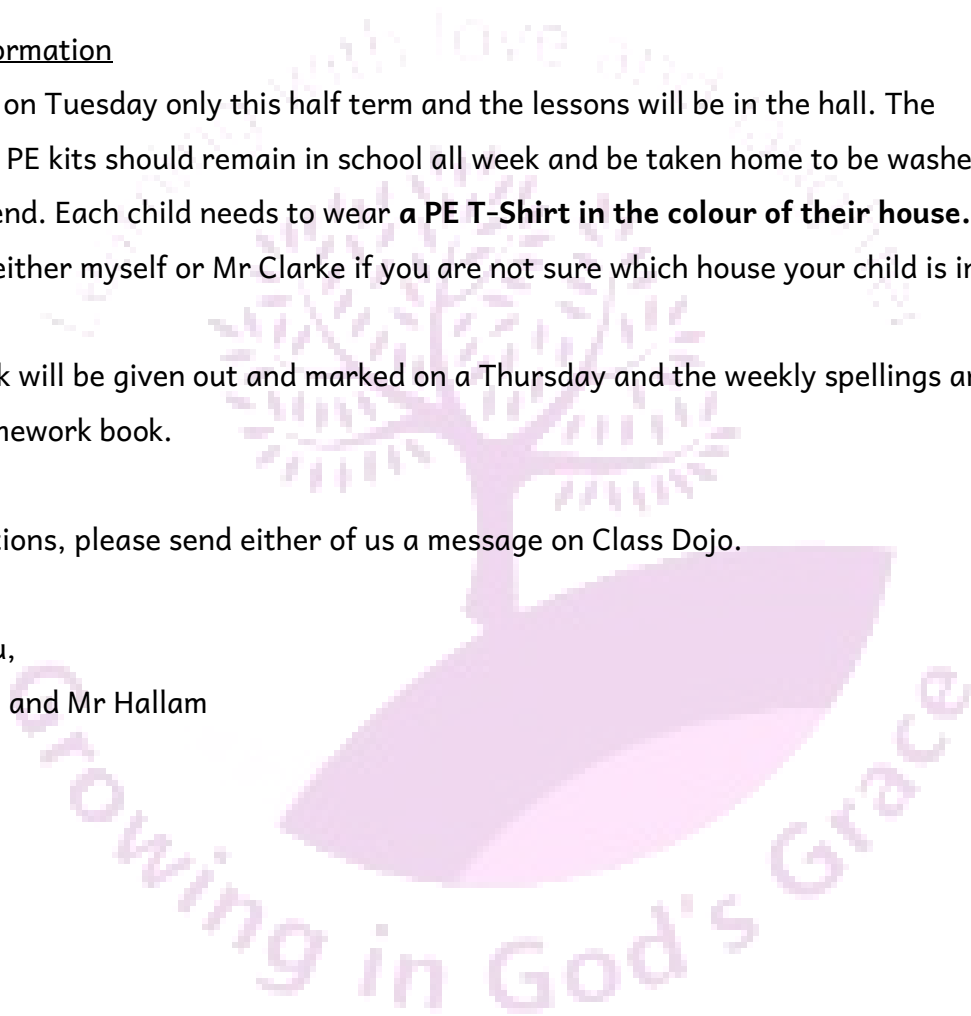 ormation
on Tuesday only this half term and the lessons will be in the hall. The
PE kits should remain in school all week and be taken home to be washe
end. Each child needs to wear a PE T-Shirt in the colour of their house.
either myself or Mr Clarke if you are not sure which house your child is in
k will be given out and marked on a Thursday and the weekly spellings ar
mework book.
tions, please send either of us a message on Class Dojo.
u,
and Mr Hallam
Growing in God's Grace